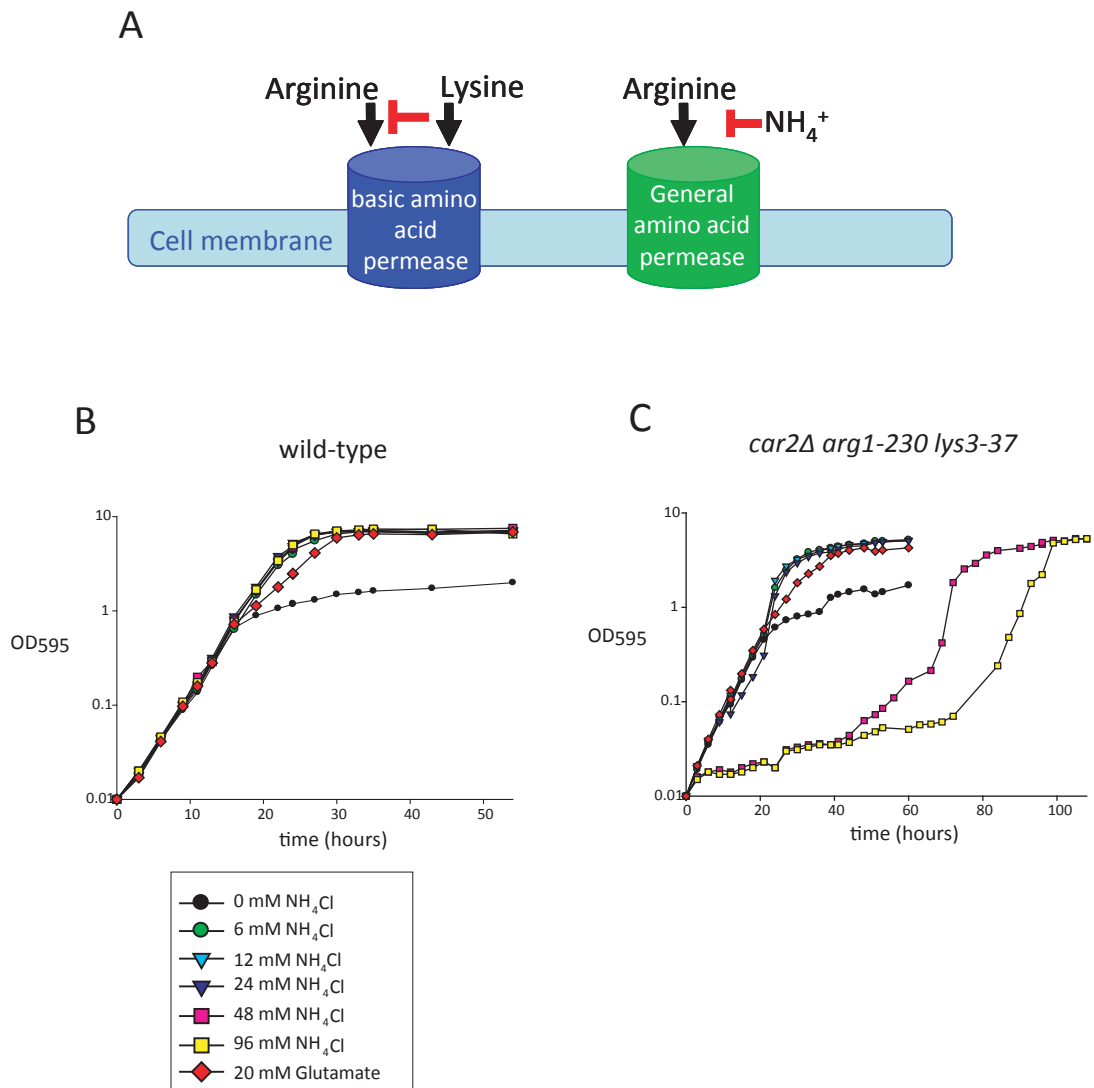 A
Arginine
Lysine
Arginine
NH4+
basic amino
acid
permease
General
amino acid
permease
Cell membrane
B
wild-type
10
1
OD595
0.1
0.01
0
10
20
30
40
50
time (hours)
C
car2Δ arg1-230 lys3-37
10
1
OD595
0.1
0.01
0
20
40
60
80
100
time (hours)
0 mM NH4Cl
6 mM NH4Cl
12 mM NH4Cl
24 mM NH4Cl
48 mM NH4Cl
96 mM NH4Cl
20 mM Glutamate